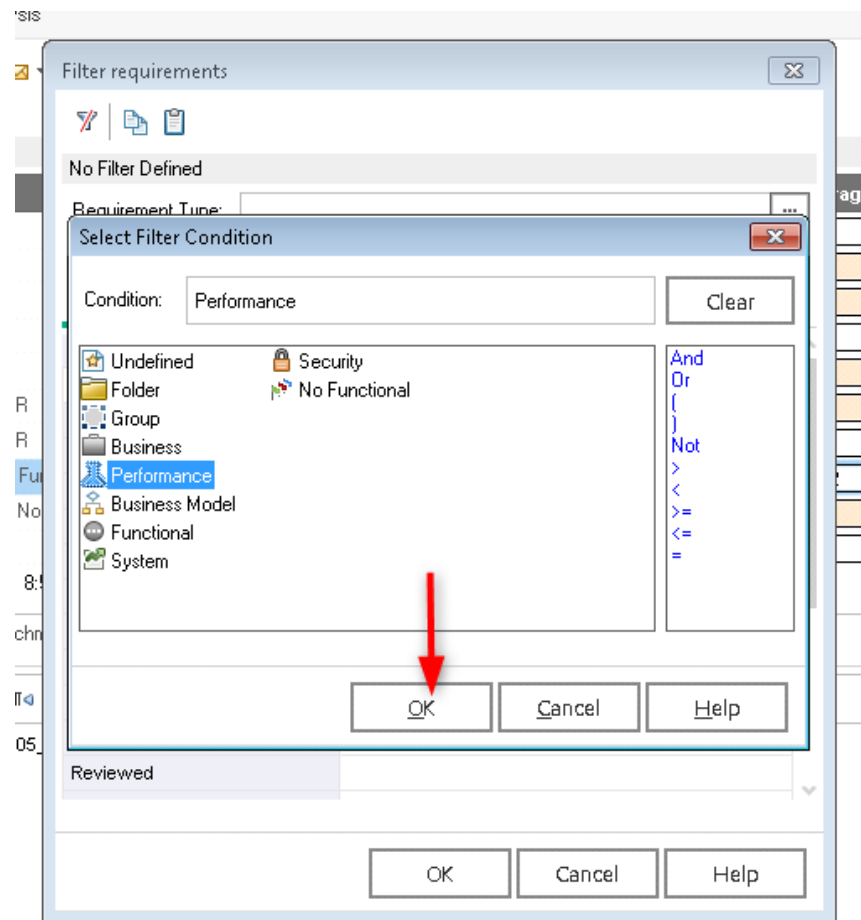 Filter requirements
No Filter Defined
Requirement Type:
...
Select Filter Condition
Condition: Performance
Clear
Undefined
Folder
Group
Business
Performance
Business Model
Functional
System
Security
No Functional
And
Or
(
)
Not
>
<
>=
<=
=
OK Cancel Help
Reviewed
OK Cancel Help
sis
ag
R
R
Fu
No
8:
chn
05_